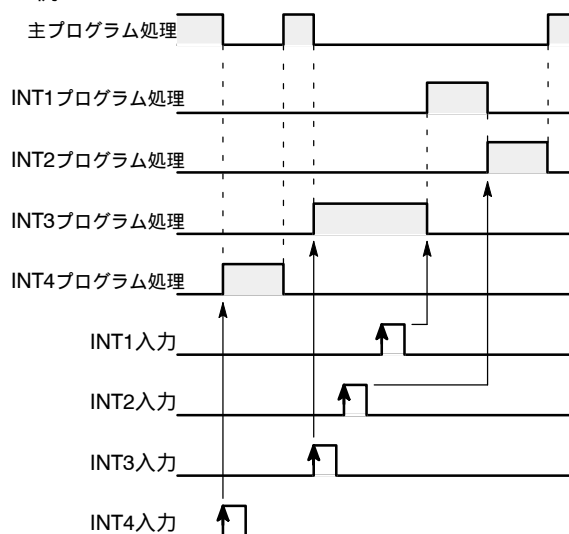 主プログラム処理
INT1プログラム処理
INT2プログラム処理
INT3プログラム処理
INT4プログラム処理
INT1入力
INT2入力
INT3入力
INT4入力